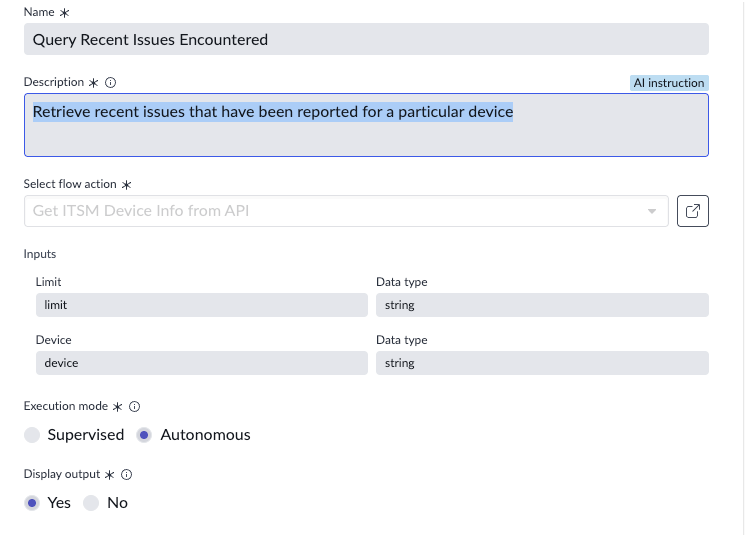 Name *
Query Recent Issues Encountered
Description *
AI instruction
Retrieve recent issues that have been reported for a particular device
Select flow action *
Get ITSM Device Info from API
Inputs
Limit
Data type
limit
string
Device
Data type
device
string
Execution mode *
Supervised Autonomous
Display output *
Yes No